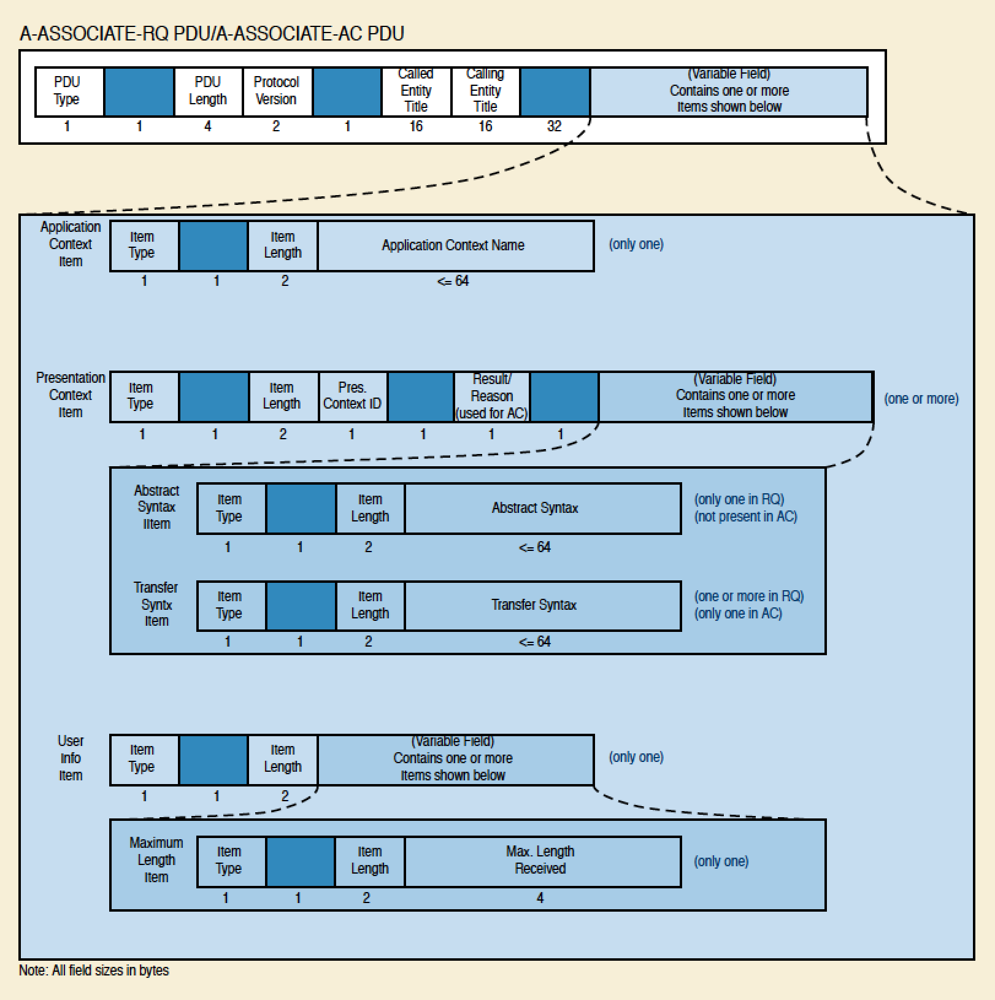 A-ASSOCIATE-RQ PDU/A-ASSOCIATE-AC PDU
PDU
Type
PDU
Length
Protocol
Version
Called
Entity
Title
Calling
Entity
Title
(Variable Field)
Contains one or more
Items shown below
1 1 4 2 1 16 16 32
Application
Context
Item
Item
Type
Item
Length
Application Context Name
(only one)
1 1 2 <= 64
Presentation
Context
Item
Item
Type
Item
Length
Pres.
Context ID
Result/
Reason
(used for AC)
(Variable Field)
Contains one or more
Items shown below
(one or more)
1 1 2 1 1 1 1
Abstract
Syntax
IItem
Item
Type
Item
Length
Abstract Syntax
(only one in RQ)
(not present in AC)
1 1 2 <= 64
Transfer
Syntx
Item
Item
Type
Item
Length
Transfer Syntax
(one or more in RQ)
(only one in AC)
1 1 2 <= 64
User
Info
Item
Item
Type
Item
Length
(Variable Field)
Contains one or more
Items shown below
(only one)
1 1 2
Maximum
Length
Item
Item
Type
Item
Length
Max. Length
Received
(only one)
1 1 2 4
Note: All field sizes in bytes